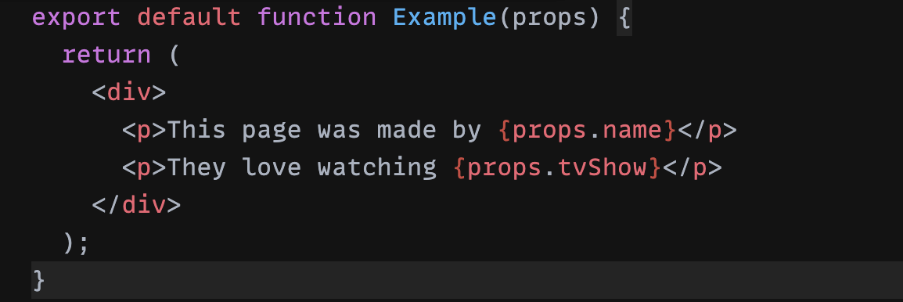 export default function Example(props) {
  return (
    <div>
      <p>This page was made by {props.name}</p>
      <p>They love watching {props.tvShow}</p>
    </div>
  );
}